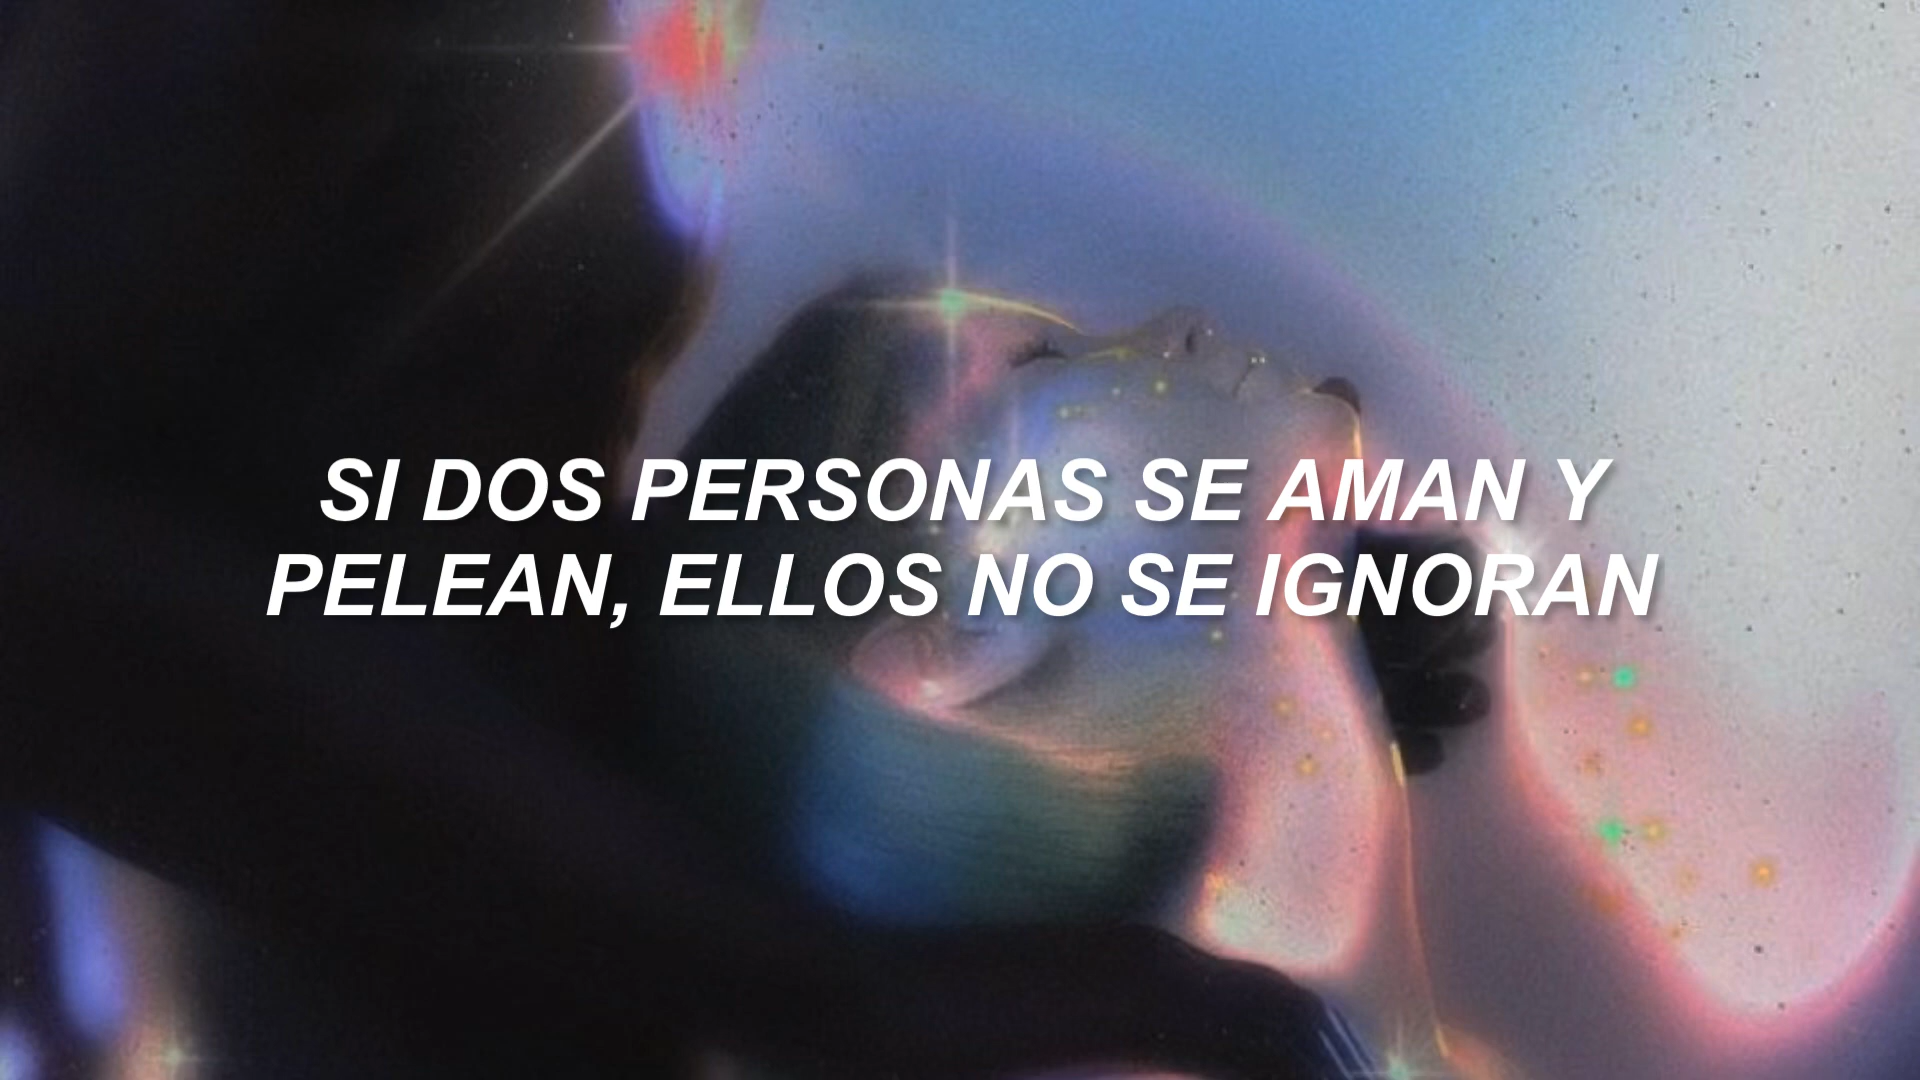 SI DOS PERSONAS SE AMAN Y
PELEAN, ELLOS NO SE IGNORAN